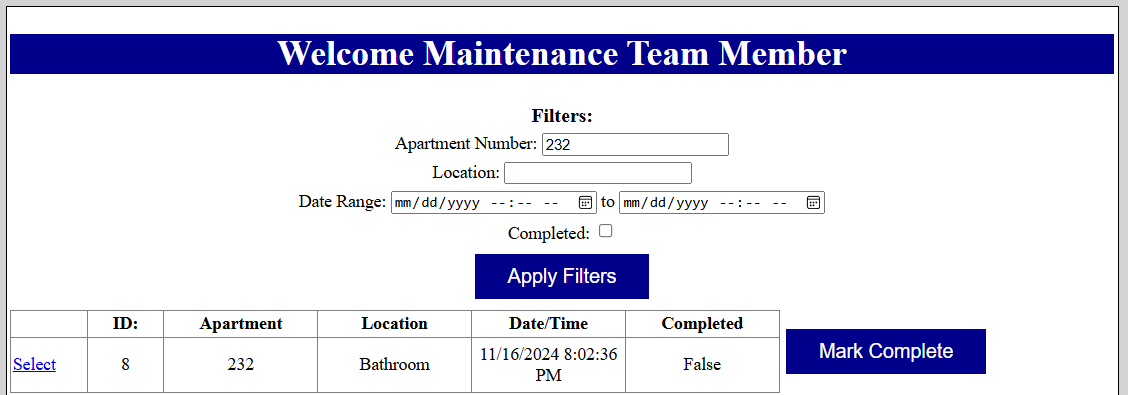 Welcome Maintenance Team Member
Filters:
Apartment Number: 232
Location:
Date Range: mm/dd/yyyy --:-- -- to mm/dd/yyyy --:-- --
Completed:
Apply Filters
ID: Apartment Location Date/Time Completed
Select 8 232 Bathroom 11/16/2024 8:02:36 PM False
Mark Complete